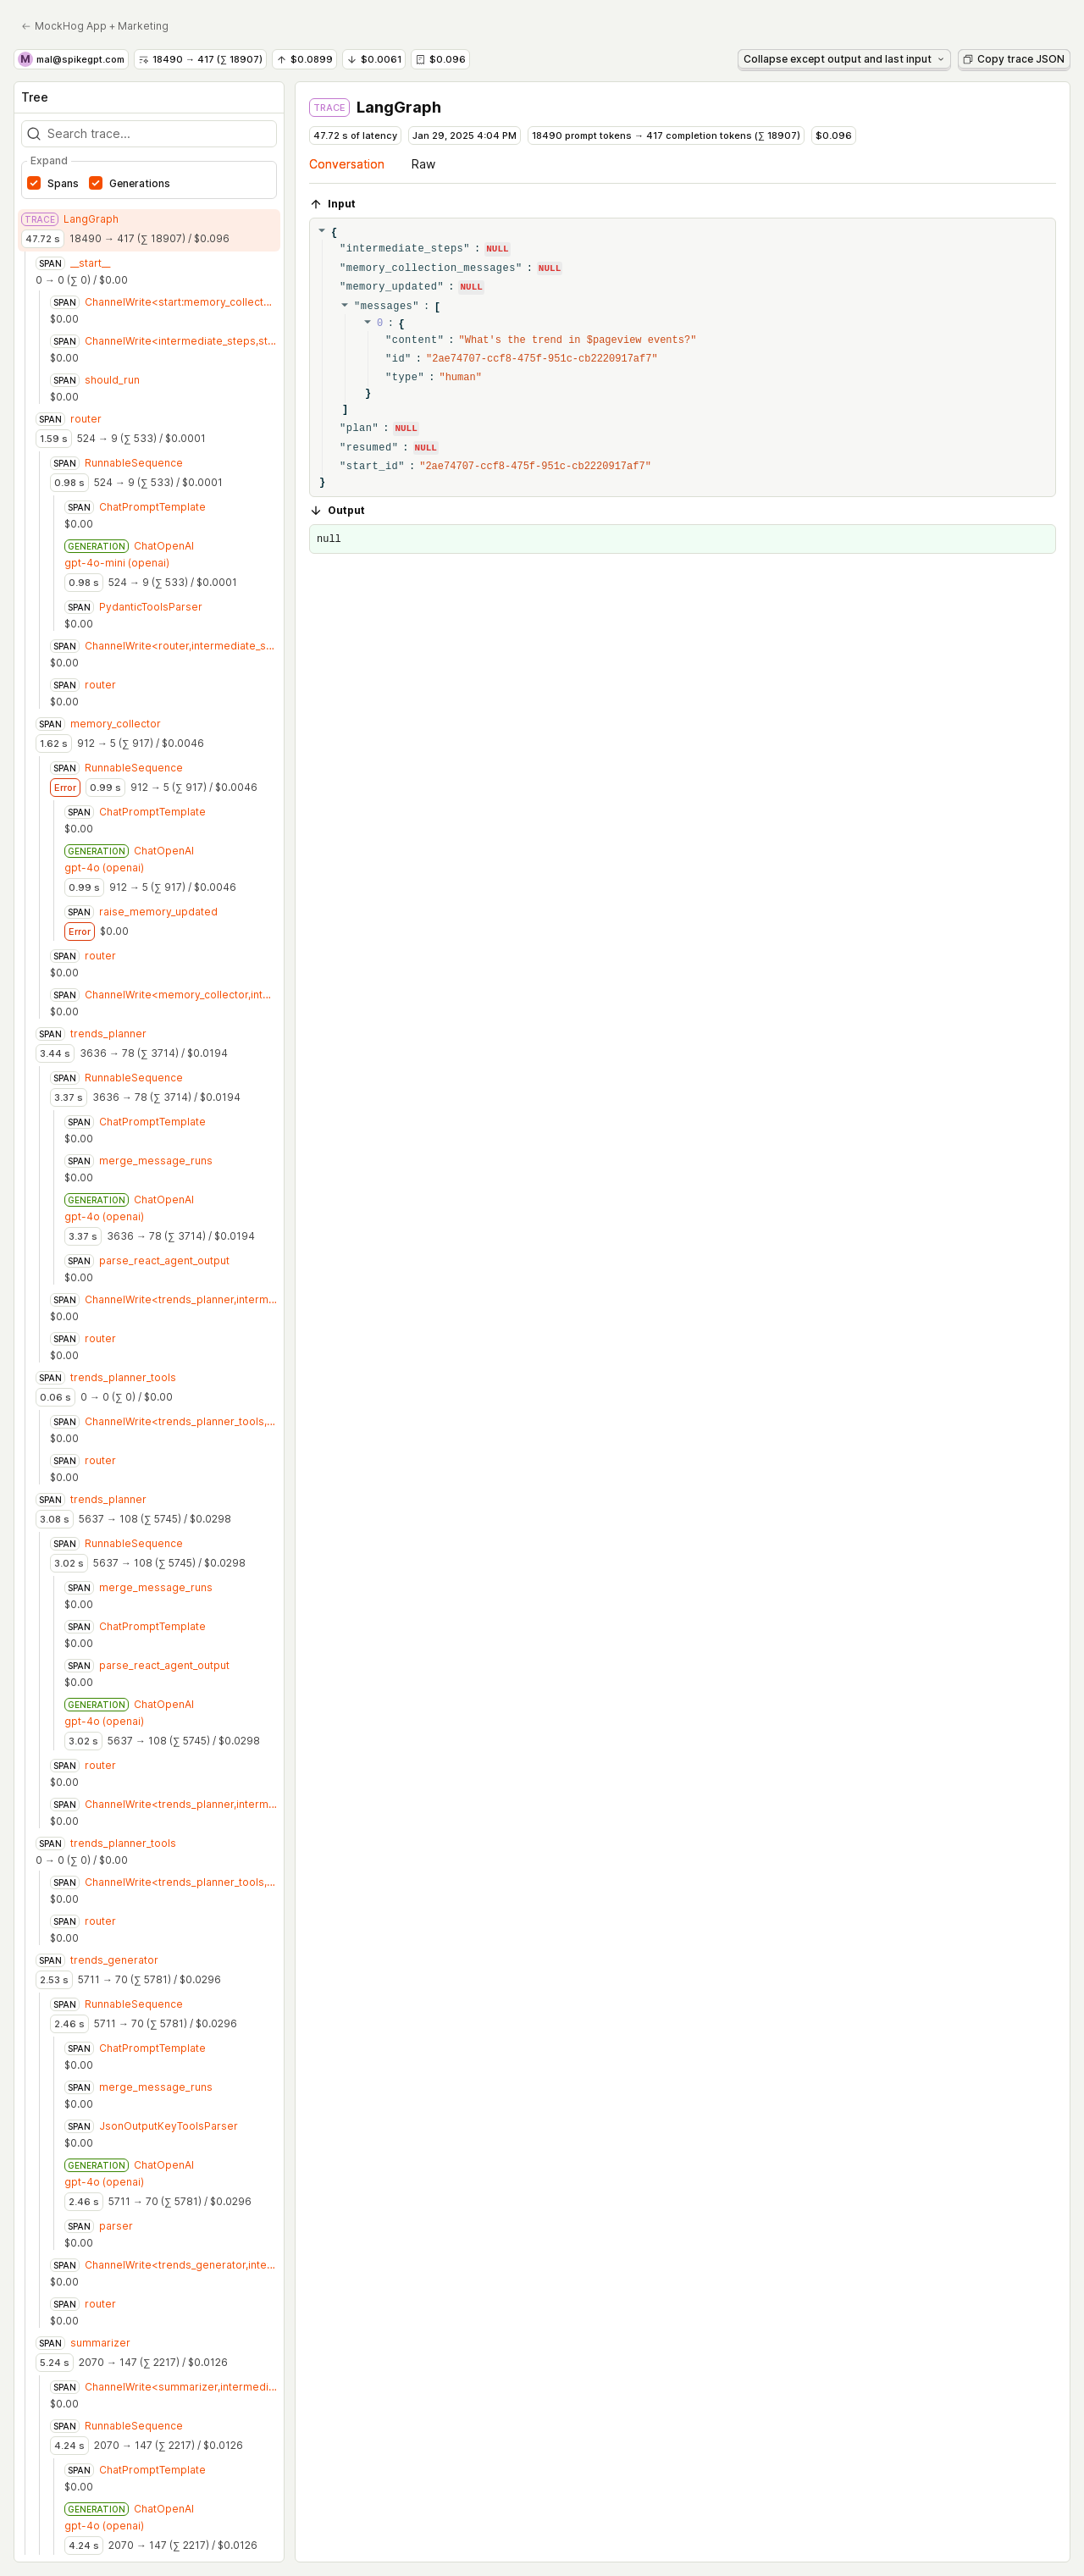 ← MockHog App + Marketing
M mal@spikegpt.com 18490 → 417 (∑ 18907) ↑ $0.0899 ↓ $0.0061 $0.096 Collapse except output and last input Copy trace JSON
Tree
Search trace...
Expand
Spans Generations
TRACE LangGraph
47.72 s 18490 → 417 (∑ 18907) / $0.096
SPAN __start__
0 → 0 (∑ 0) / $0.00
SPAN ChannelWrite<start:memory_collect...
$0.00
SPAN ChannelWrite<intermediate_steps,st...
$0.00
SPAN should_run
$0.00
SPAN router
1.59 s 524 → 9 (∑ 533) / $0.0001
SPAN RunnableSequence
0.98 s 524 → 9 (∑ 533) / $0.0001
SPAN ChatPromptTemplate
$0.00
GENERATION ChatOpenAI
gpt-4o-mini (openai)
0.98 s 524 → 9 (∑ 533) / $0.0001
SPAN PydanticToolsParser
$0.00
SPAN ChannelWrite<router,intermediate_s...
$0.00
SPAN router
$0.00
SPAN memory_collector
1.62 s 912 → 5 (∑ 917) / $0.0046
SPAN RunnableSequence
Error 0.99 s 912 → 5 (∑ 917) / $0.0046
SPAN ChatPromptTemplate
$0.00
GENERATION ChatOpenAI
gpt-4o (openai)
0.99 s 912 → 5 (∑ 917) / $0.0046
SPAN raise_memory_updated
Error $0.00
SPAN router
$0.00
SPAN ChannelWrite<memory_collector,int...
$0.00
SPAN trends_planner
3.44 s 3636 → 78 (∑ 3714) / $0.0194
SPAN RunnableSequence
3.37 s 3636 → 78 (∑ 3714) / $0.0194
SPAN ChatPromptTemplate
$0.00
SPAN merge_message_runs
$0.00
GENERATION ChatOpenAI
gpt-4o (openai)
3.37 s 3636 → 78 (∑ 3714) / $0.0194
SPAN parse_react_agent_output
$0.00
SPAN ChannelWrite<trends_planner,interm...
$0.00
SPAN router
$0.00
SPAN trends_planner_tools
0.06 s 0 → 0 (∑ 0) / $0.00
SPAN ChannelWrite<trends_planner_tools,...
$0.00
SPAN router
$0.00
SPAN trends_planner
3.08 s 5637 → 108 (∑ 5745) / $0.0298
SPAN RunnableSequence
3.02 s 5637 → 108 (∑ 5745) / $0.0298
SPAN merge_message_runs
$0.00
SPAN ChatPromptTemplate
$0.00
SPAN parse_react_agent_output
$0.00
GENERATION ChatOpenAI
gpt-4o (openai)
3.02 s 5637 → 108 (∑ 5745) / $0.0298
SPAN router
$0.00
SPAN ChannelWrite<trends_planner,interm...
$0.00
SPAN trends_planner_tools
0 → 0 (∑ 0) / $0.00
SPAN ChannelWrite<trends_planner_tools,...
$0.00
SPAN router
$0.00
SPAN trends_generator
2.53 s 5711 → 70 (∑ 5781) / $0.0296
SPAN RunnableSequence
2.46 s 5711 → 70 (∑ 5781) / $0.0296
SPAN ChatPromptTemplate
$0.00
SPAN merge_message_runs
$0.00
SPAN JsonOutputKeyToolsParser
$0.00
GENERATION ChatOpenAI
gpt-4o (openai)
2.46 s 5711 → 70 (∑ 5781) / $0.0296
SPAN parser
$0.00
SPAN ChannelWrite<trends_generator,inte...
$0.00
SPAN router
$0.00
SPAN summarizer
5.24 s 2070 → 147 (∑ 2217) / $0.0126
SPAN ChannelWrite<summarizer,intermedi...
$0.00
SPAN RunnableSequence
4.24 s 2070 → 147 (∑ 2217) / $0.0126
SPAN ChatPromptTemplate
$0.00
GENERATION ChatOpenAI
gpt-4o (openai)
4.24 s 2070 → 147 (∑ 2217) / $0.0126
TRACE LangGraph
47.72 s of latency Jan 29, 2025 4:04 PM 18490 prompt tokens → 417 completion tokens (∑ 18907) $0.096
Conversation Raw
↑ Input
{
"intermediate_steps" : NULL
"memory_collection_messages" : NULL
"memory_updated" : NULL
"messages" : [
0 : {
"content" : "What's the trend in $pageview events?"
"id" : "2ae74707-ccf8-475f-951c-cb2220917af7"
"type" : "human"
}
]
"plan" : NULL
"resumed" : NULL
"start_id" : "2ae74707-ccf8-475f-951c-cb2220917af7"
}
↓ Output
null